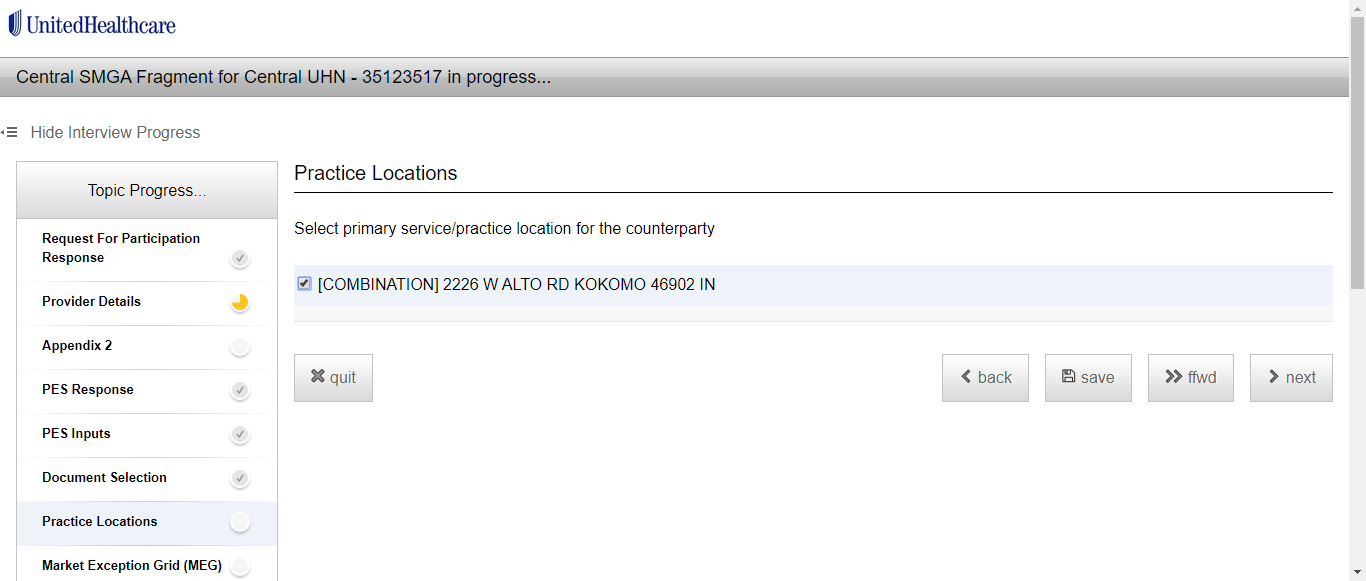 UnitedHealthcare
Central SMGA Fragment for Central UHN - 35123517 in progress...
Hide Interview Progress
Topic Progress...
Request For Participation
Response
Provider Details
Appendix 2
PES Response
PES Inputs
Document Selection
Practice Locations
Market Exception Grid (MEG)
Practice Locations
Select primary service/practice location for the counterparty
[COMBINATION] 2226 W ALTO RD KOKOMO 46902 IN
quit
back
save
ffwd
next